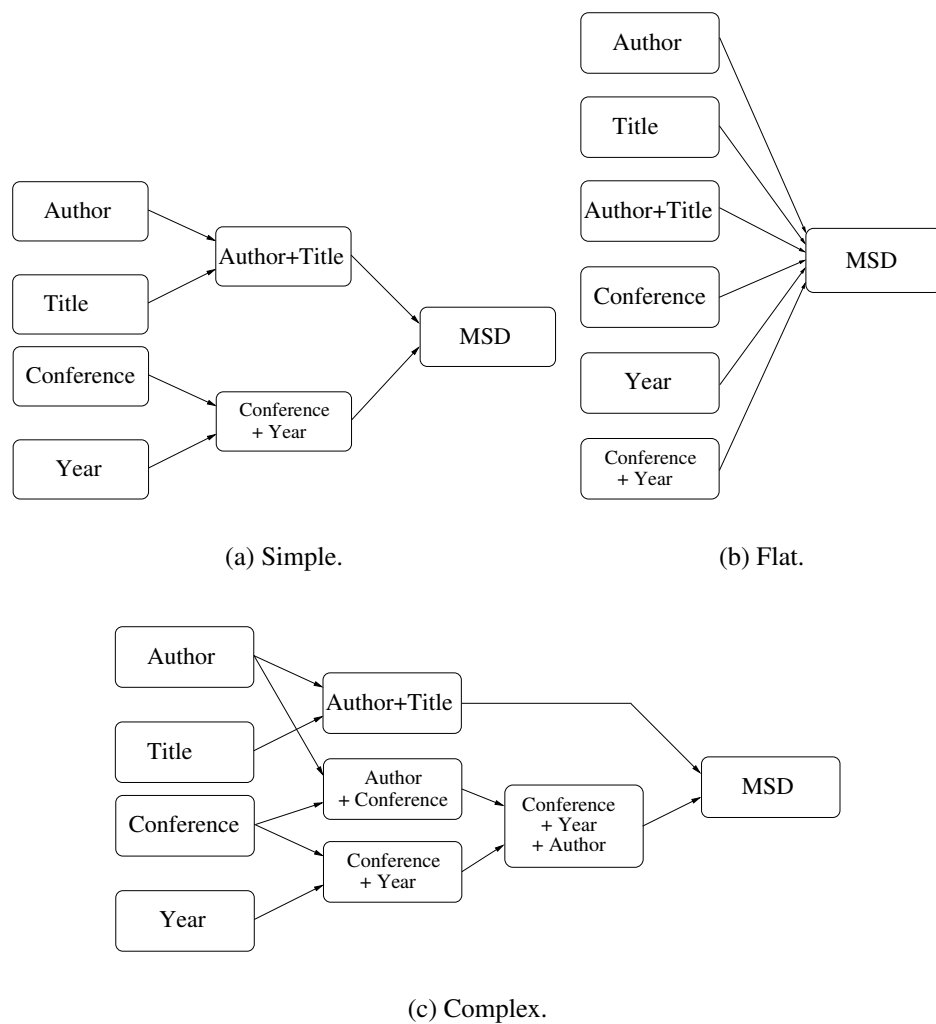 Author
Title
Conference
Year
Author+Title
Conference
+ Year
MSD
(a) Simple.
Author
Title
Author+Title
Conference
Year
Conference
+ Year
MSD
(b) Flat.
Author
Title
Conference
Year
Author+Title
Author
+ Conference
Conference
+ Year
Conference
+ Year
+ Author
MSD
(c) Complex.